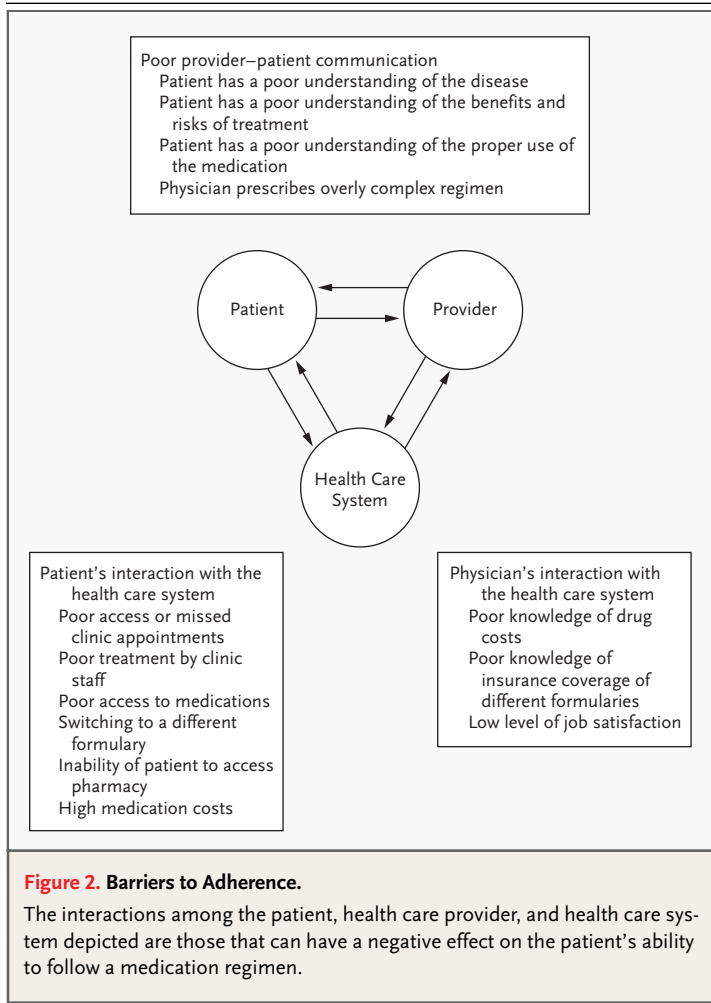 Poor provider–patient communication
Patient has a poor understanding of the disease
Patient has a poor understanding of the benefits and
risks of treatment
Patient has a poor understanding of the proper use of
the medication
Physician prescribes overly complex regimen
Patient
Provider
Health Care
System
Patient’s interaction with the
health care system
Poor access or missed
clinic appointments
Poor treatment by clinic
staff
Poor access to medications
Switching to a different
formulary
Inability of patient to access
pharmacy
High medication costs
Physician’s interaction with
the health care system
Poor knowledge of drug
costs
Poor knowledge of
insurance coverage of
different formularies
Low level of job satisfaction
Figure 2. Barriers to Adherence.
The interactions among the patient, health care provider, and health care sys-
tem depicted are those that can have a negative effect on the patient’s ability
to follow a medication regimen.